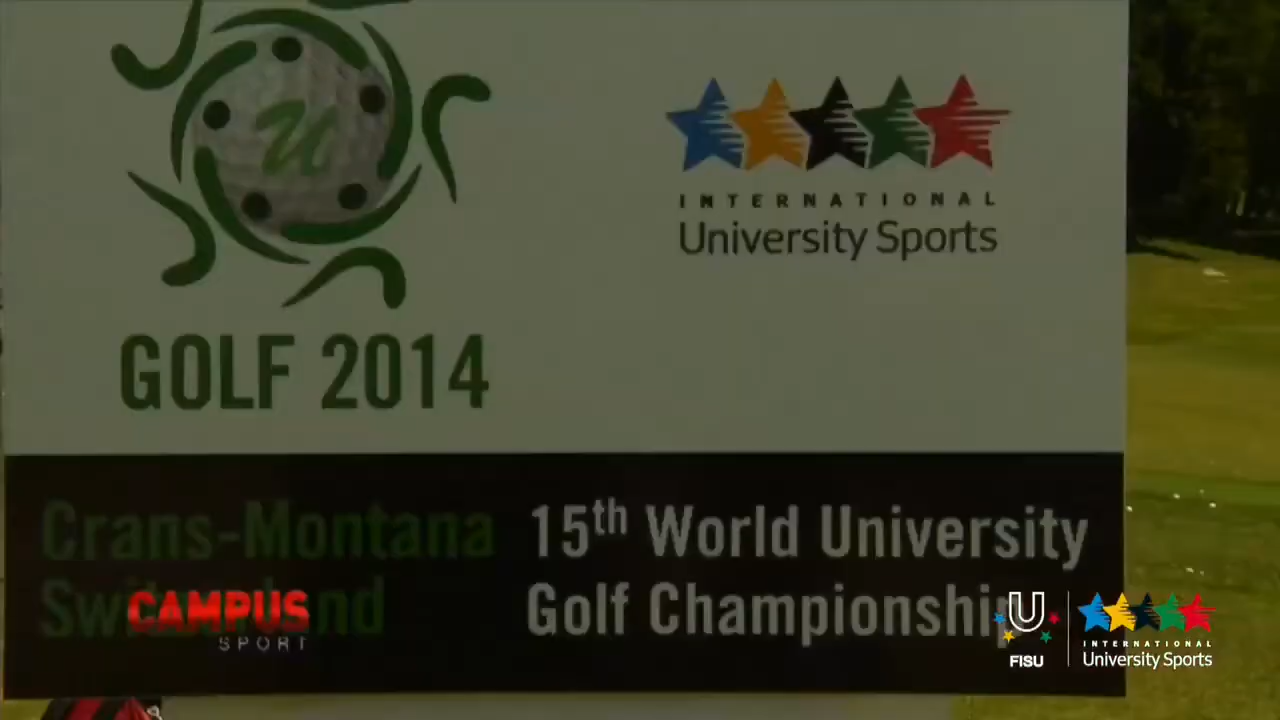 U
INTERNATIONAL
University Sports
GOLF 2014
Crans-Montana
15th World University
Golf Championship
CAMPUS
SPORT
U
FISU
INTERNATIONAL
University Sports